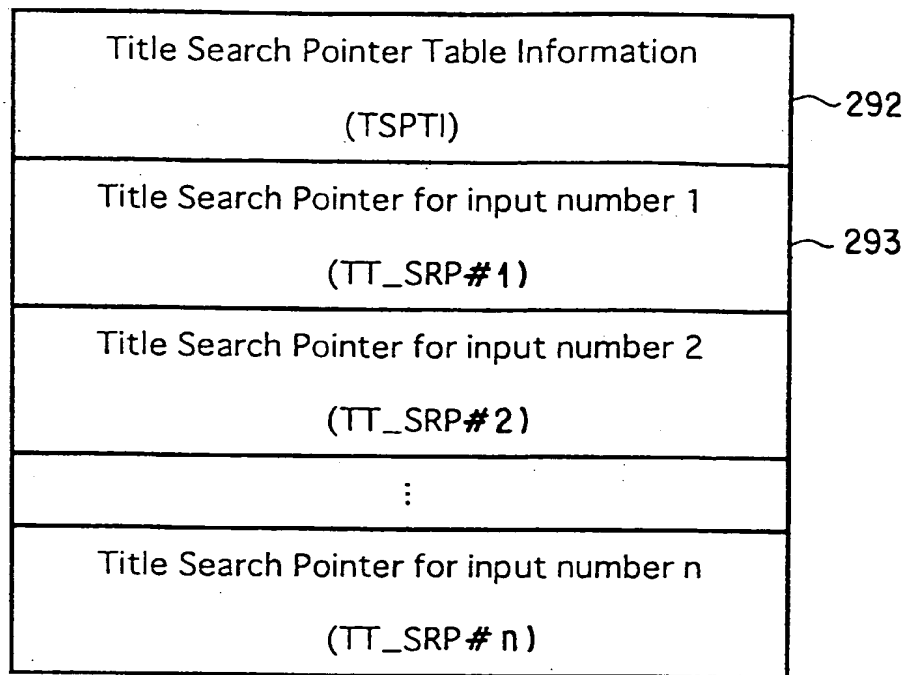 Title Search Pointer Table Information
(TSPTI)
292
Title Search Pointer for input number 1
(TT_SRP#1)
293
Title Search Pointer for input number 2
(TT_SRP#2)
⋮
Title Search Pointer for input number n
(TT_SRP#n)